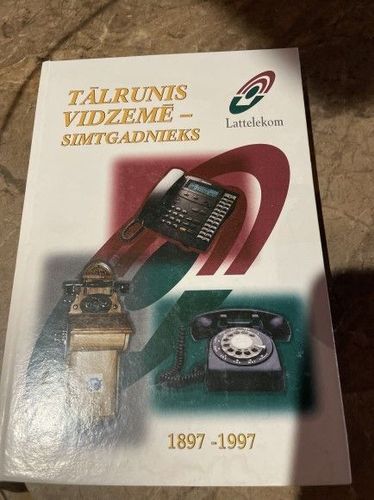 TĀLRUNIS
VIDZEMĒ –
SIMTGADNIEKS
Lattelekom
1897 -1997